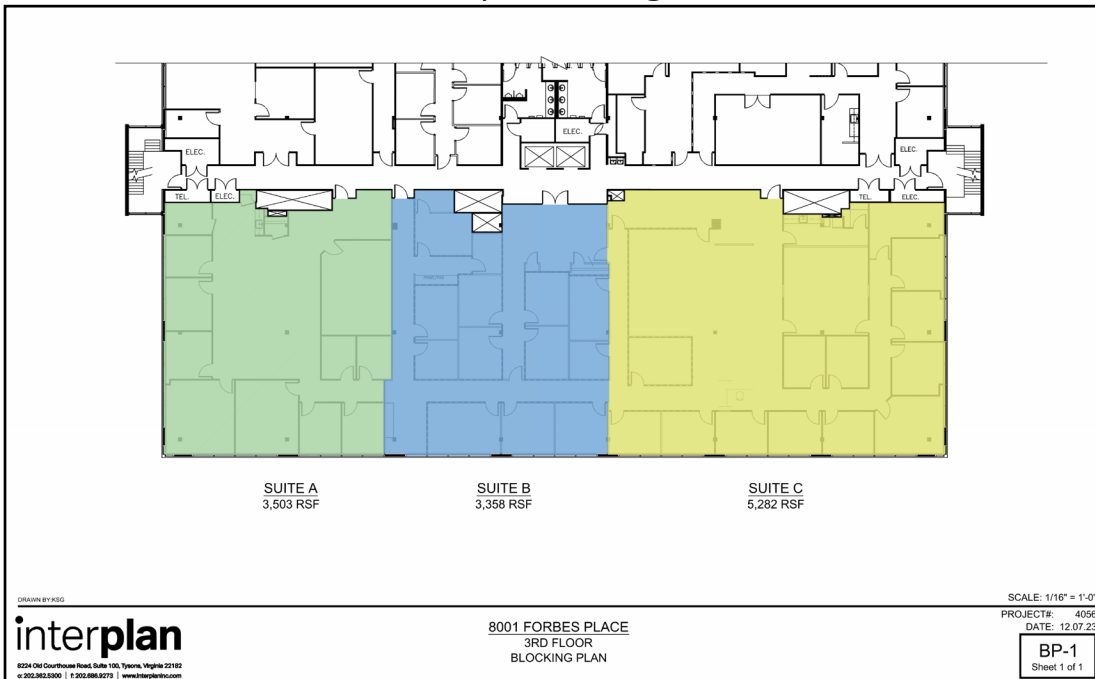 ELEC.
ELEC.
ELEC.
TEL.
ELEC.
TEL.
ELEC.
SUITE A
3,503 RSF
SUITE B
3,358 RSF
SUITE C
5,282 RSF
DRAWN BY:KSG
SCALE: 1/16" = 1'-0"
interplan
8224 Old Courthouse Road, Suite 100, Tysons, Virginia 22182
o: 202.362.5300 | f: 202.686.9273 | www.interplaninc.com
8001 FORBES PLACE
3RD FLOOR
BLOCKING PLAN
PROJECT#: 4056
DATE: 12.07.23
BP-1
Sheet 1 of 1